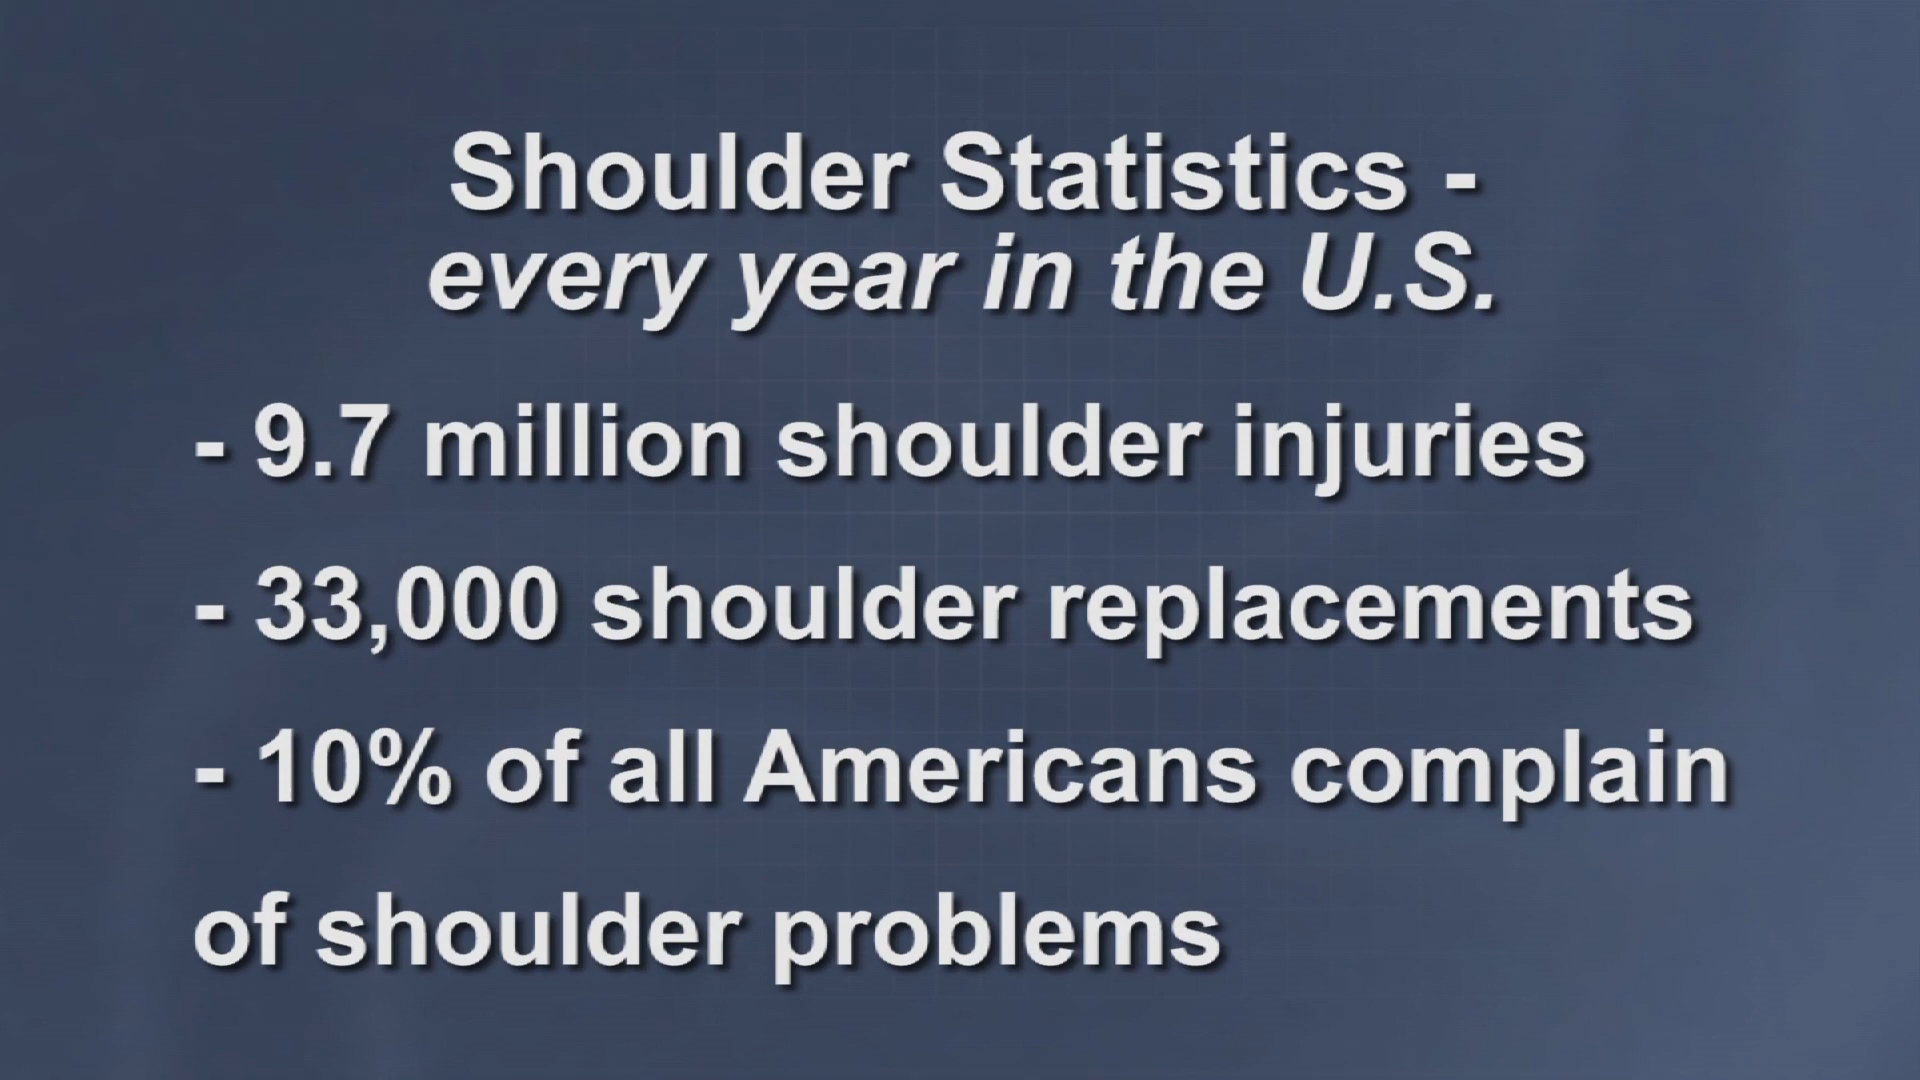 Shoulder Statistics -
every year in the U.S.
- 9.7 million shoulder injuries
- 33,000 shoulder replacements
- 10% of all Americans complain
of shoulder problems